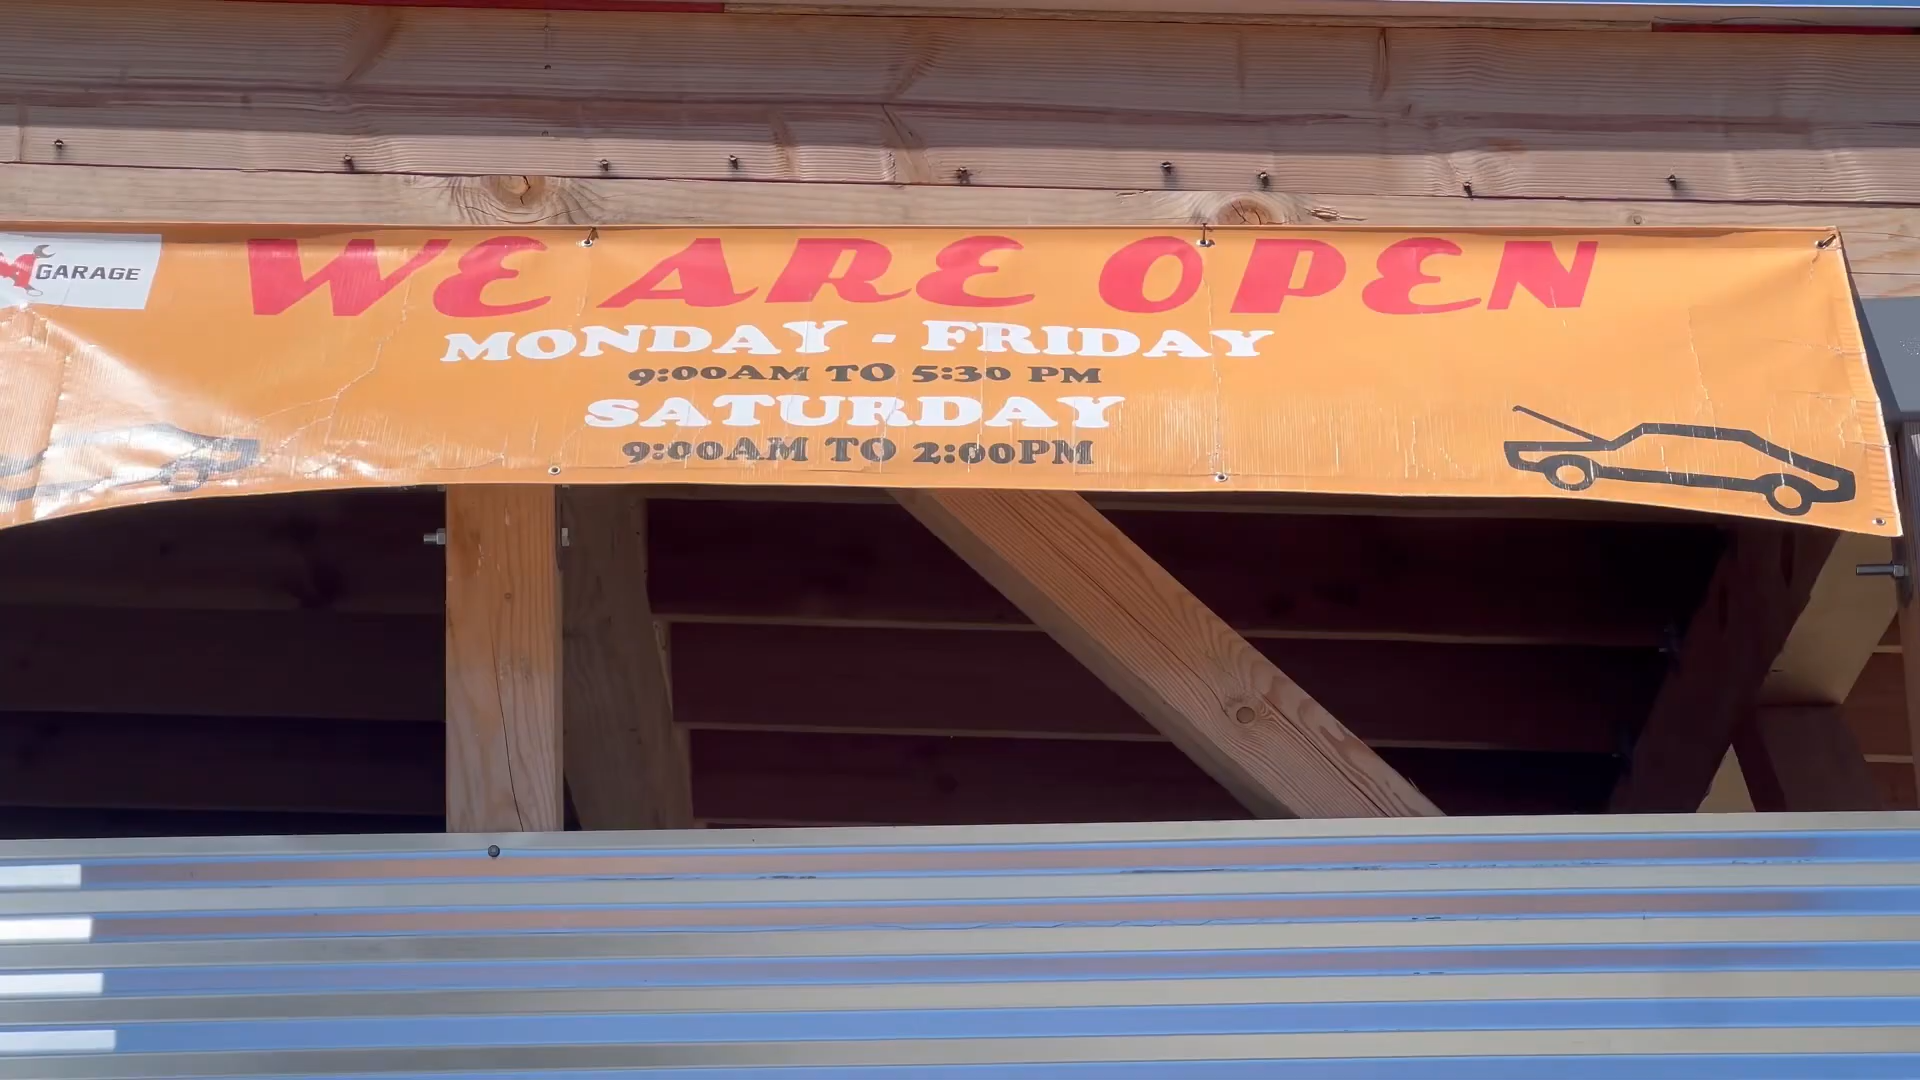 GARAGE
WE ARE OPEN
MONDAY - FRIDAY
9:00AM TO 5:30 PM
SATURDAY
9:00AM TO 2:00PM